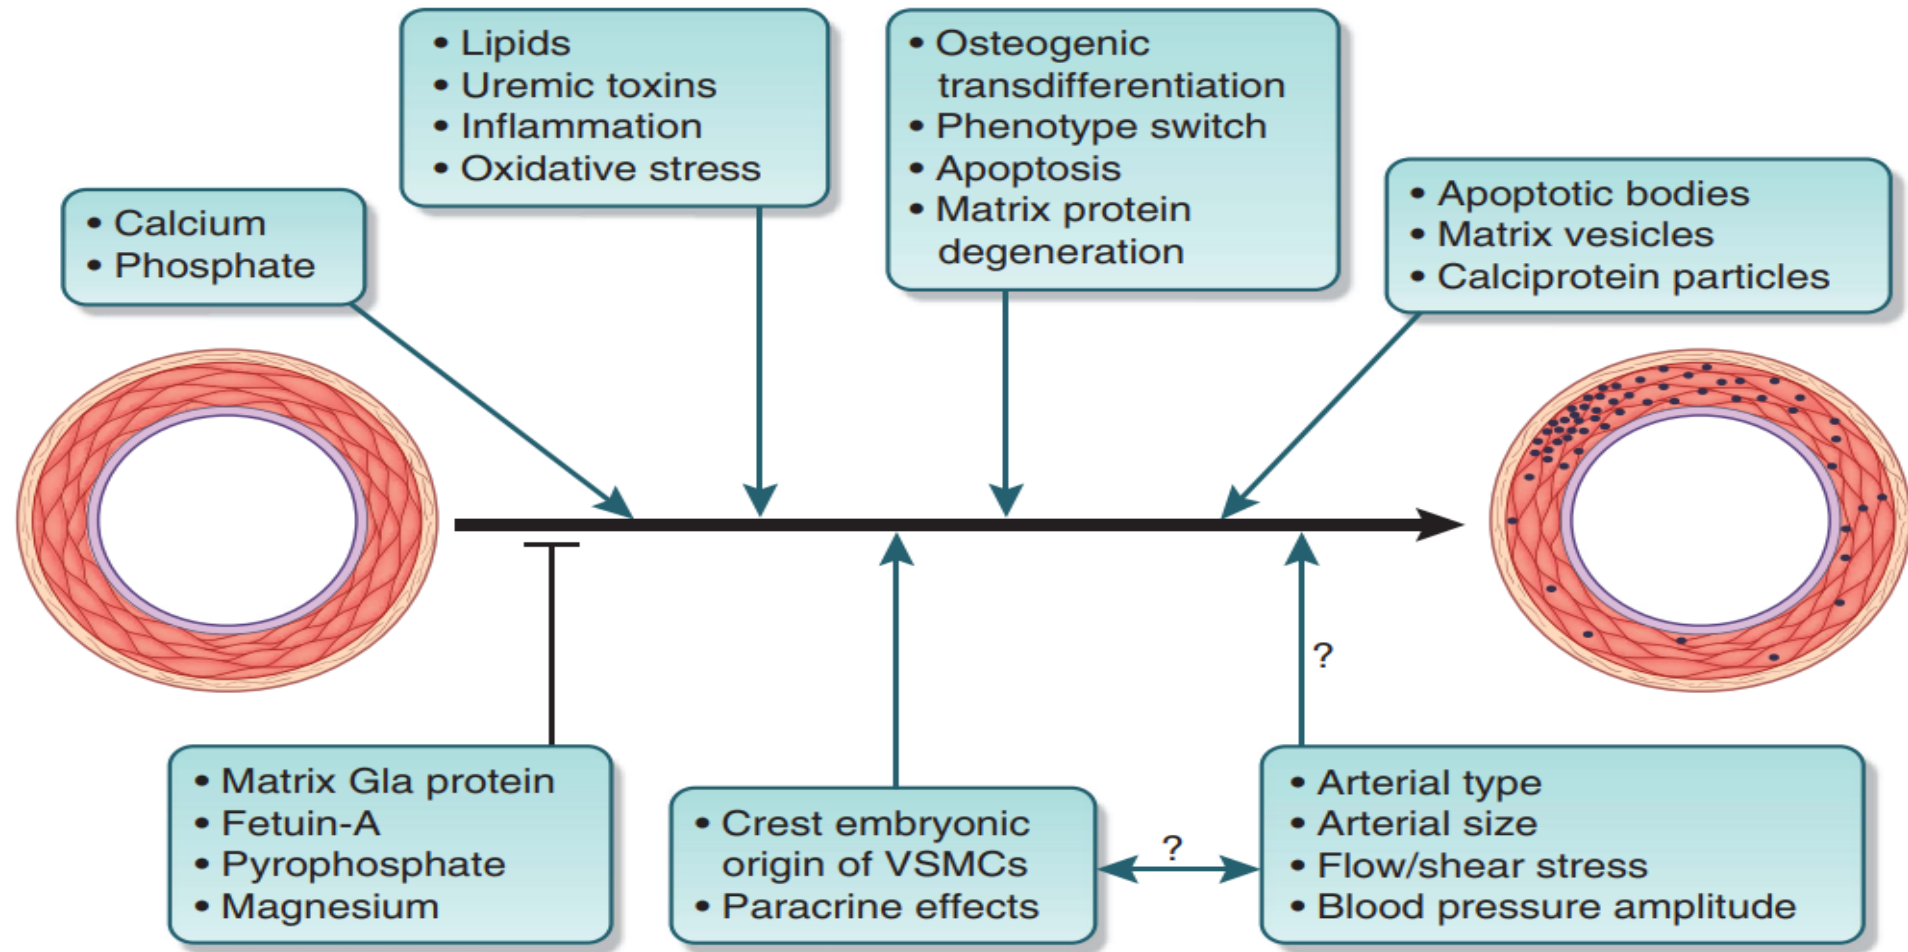 • Lipids
• Uremic toxins
• Inflammation
• Oxidative stress
• Osteogenic
transdifferentiation
• Phenotype switch
• Apoptosis
• Matrix protein
degeneration
• Apoptotic bodies
• Matrix vesicles
• Calciprotein particles
• Calcium
• Phosphate
?
• Matrix Gla protein
• Fetuin-A
• Pyrophosphate
• Magnesium
• Crest embryonic
origin of VSMCs
• Paracrine effects
?
• Arterial type
• Arterial size
• Flow/shear stress
• Blood pressure amplitude